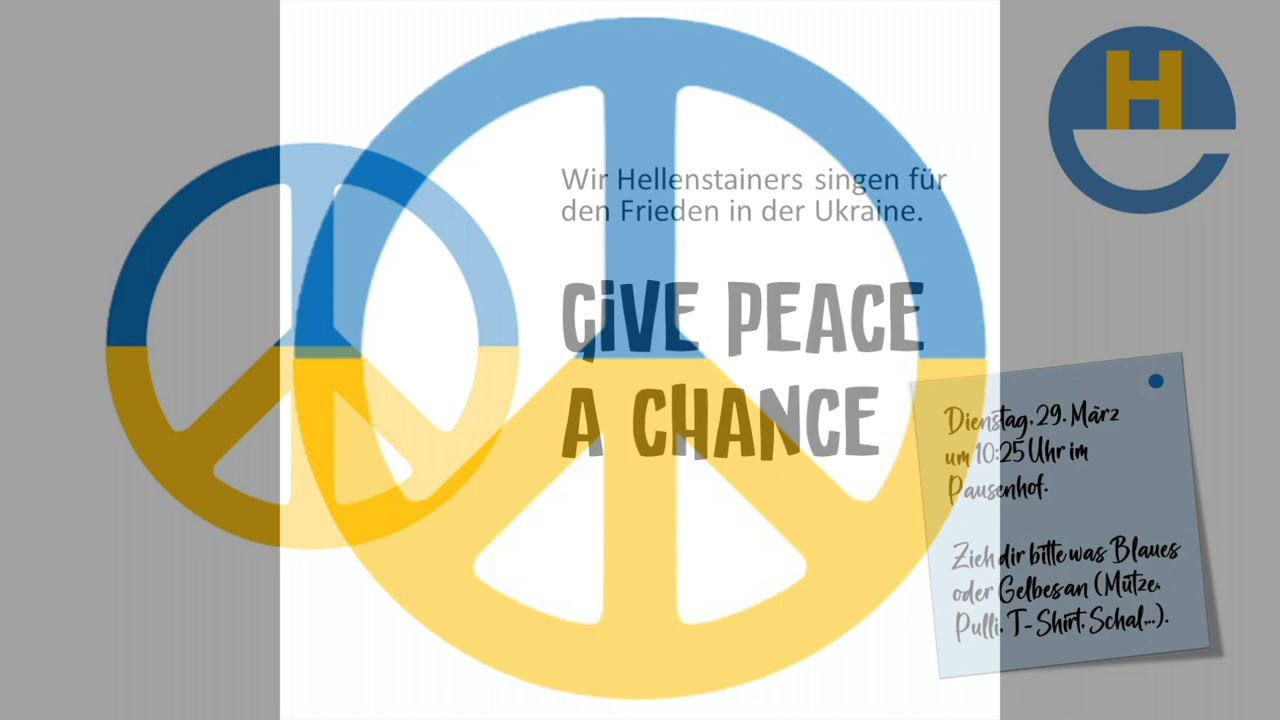 H
Wir Hellenstainers singen für
den Frieden in der Ukraine.
GiVE PEACE
A CHANCE
Dienstag, 29. März
um 10:25 Uhr im
Pausenhof.
Zieh dir bitte was Blaues
oder Gelbes an (Mütze,
Pulli, T-Shirt, Schal...).